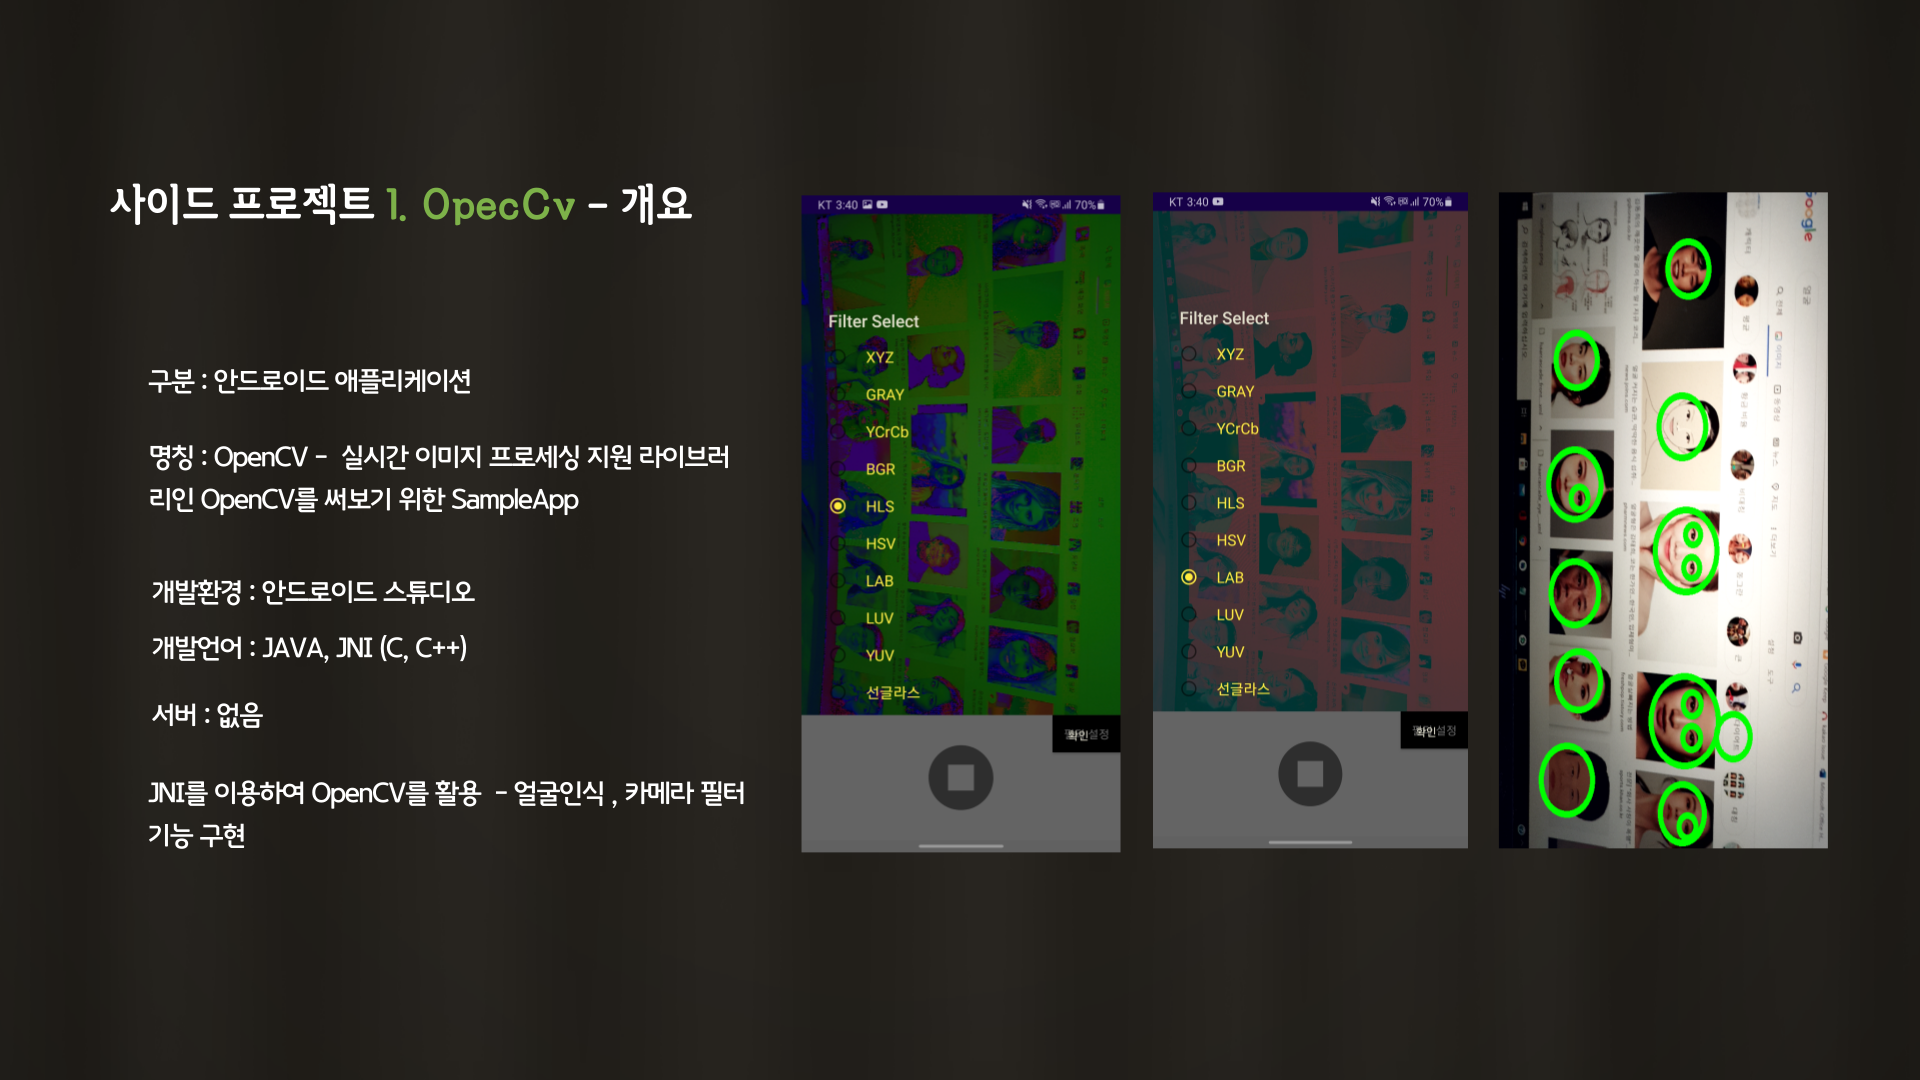 사이드 프로젝트 1. OpecCv - 개요
구분 : 안드로이드 애플리케이션
명칭 : OpenCV - 실시간 이미지 프로세싱 지원 라이브러
리인 OpenCV를 써보기 위한 SampleApp
개발환경 : 안드로이드 스튜디오
개발언어 : JAVA, JNI (C, C++)
서버 : 없음
JNI를 이용하여 OpenCV를 활용 - 얼굴인식 , 카메라 필터
기능 구현
KT 3:40 70%
Filter Select
XYZ
GRAY
YCrCb
BGR
HLS
HSV
LAB
LUV
YUV
선글라스
확인 설정
KT 3:40 70%
Filter Select
XYZ
GRAY
YCrCb
BGR
HLS
HSV
LAB
LUV
YUV
선글라스
확인 설정
Google
얼굴